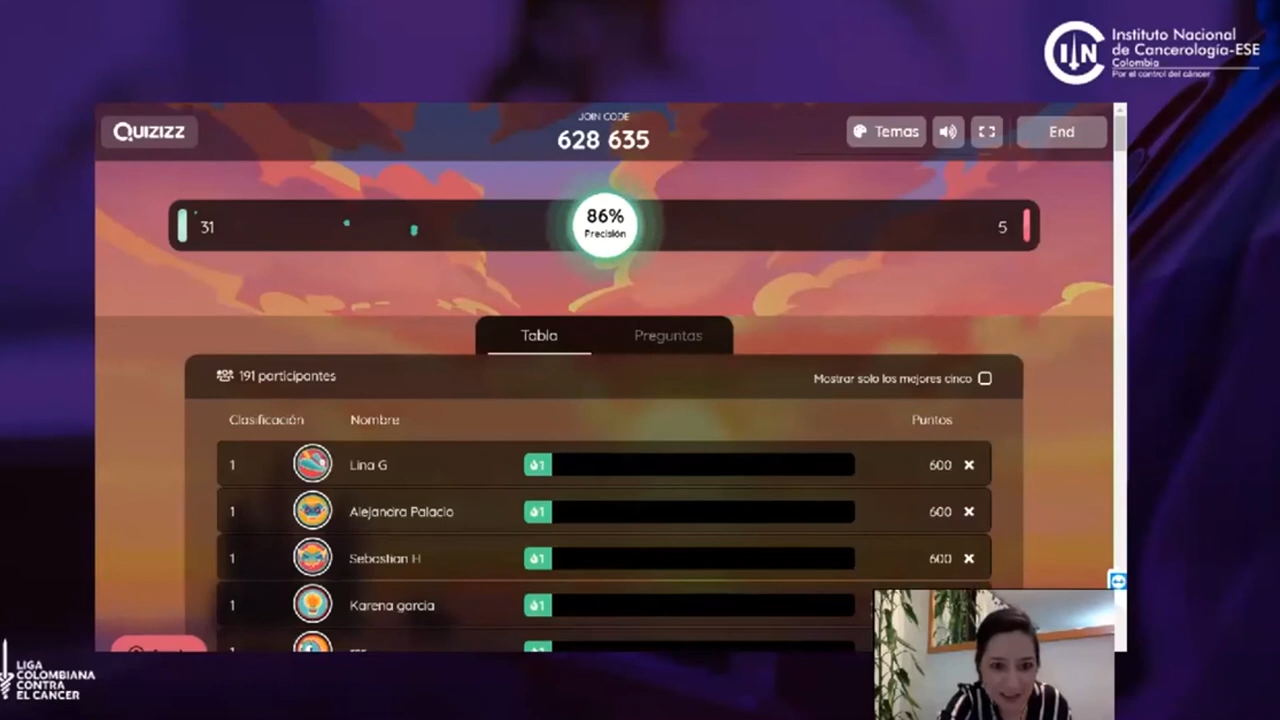 Instituto Nacional
de Cancerología-ESE
Colombia
Por el control del cáncer
QUIZIZZ
JOIN CODE
628 635
Temas
End
31
86%
Precisión
5
Tabla
Preguntas
191 participantes
Mostrar solo los mejores cinco
Clasificación
Nombre
Puntos
1
Lina G
1
600
1
Alejandra Palacio
1
600
1
Sebastian H
1
600
1
Karena garcia
1
LIGA
COLOMBIANA
CONTRA
EL CANCER